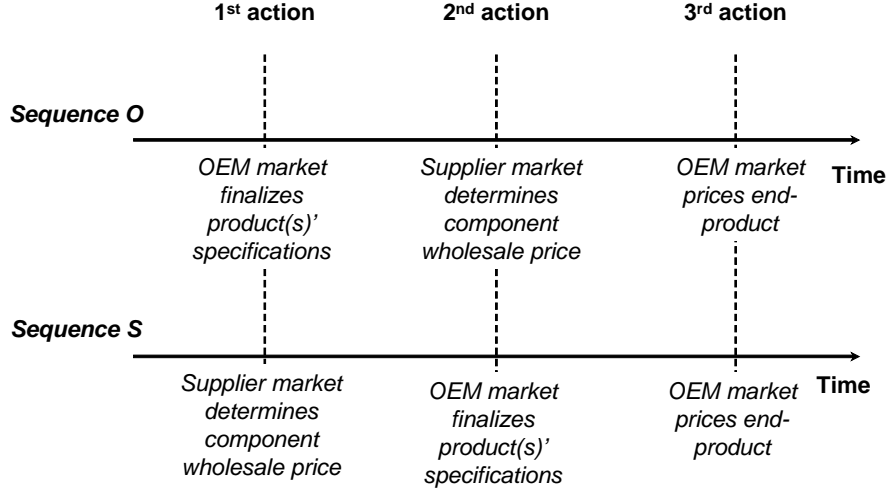 1st action 2nd action 3rd action
Sequence O
OEM market Supplier market OEM market Time
finalizes determines prices end-
product(s)' component product
specifications wholesale price
Sequence S
Supplier market OEM market OEM market Time
determines finalizes prices end-
component product(s)' product
wholesale price specifications